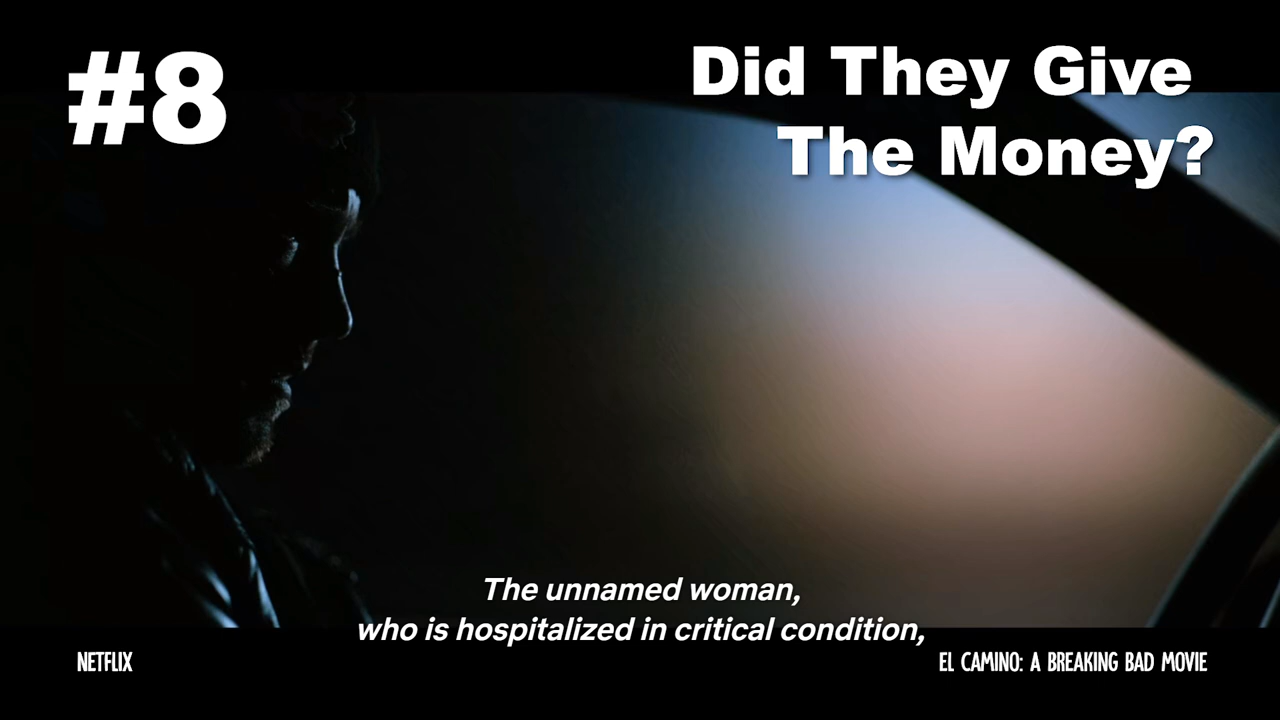 #8
Did They Give
The Money?
The unnamed woman,
who is hospitalized in critical condition,
NETFLIX
EL CAMINO: A BREAKING BAD MOVIE